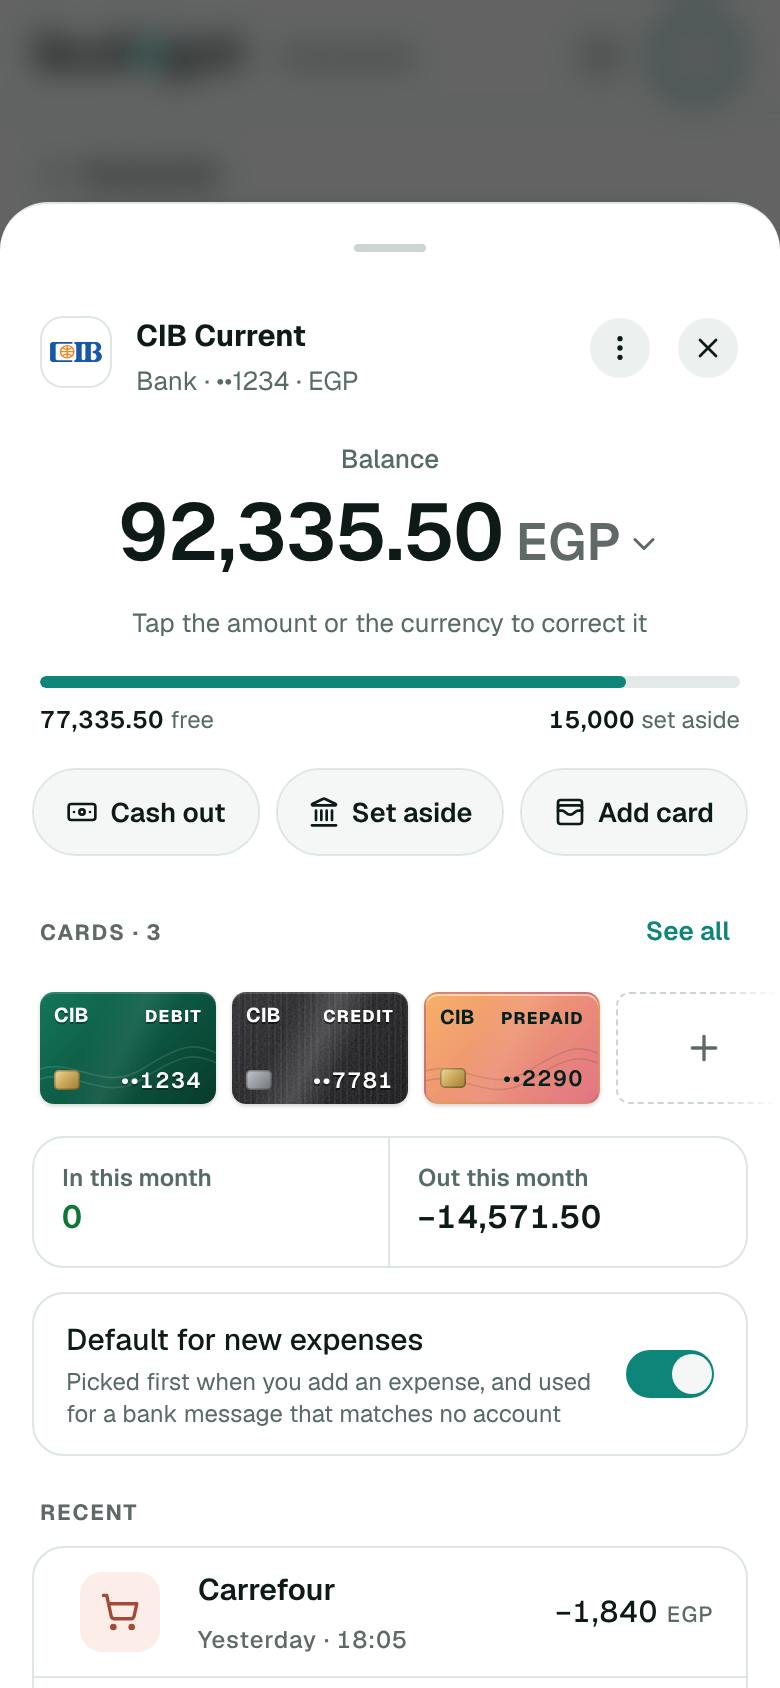 CIB
CIB Current
Bank · ••1234 · EGP
Balance
92,335.50 EGP
Tap the amount or the currency to correct it
77,335.50 free
15,000 set aside
Cash out
Set aside
Add card
CARDS · 3
See all
CIB DEBIT
••1234
CIB CREDIT
••7781
CIB PREPAID
••2290
In this month
0
Out this month
−14,571.50
Default for new expenses
Picked first when you add an expense, and used
for a bank message that matches no account
RECENT
Carrefour
Yesterday · 18:05
−1,840 EGP